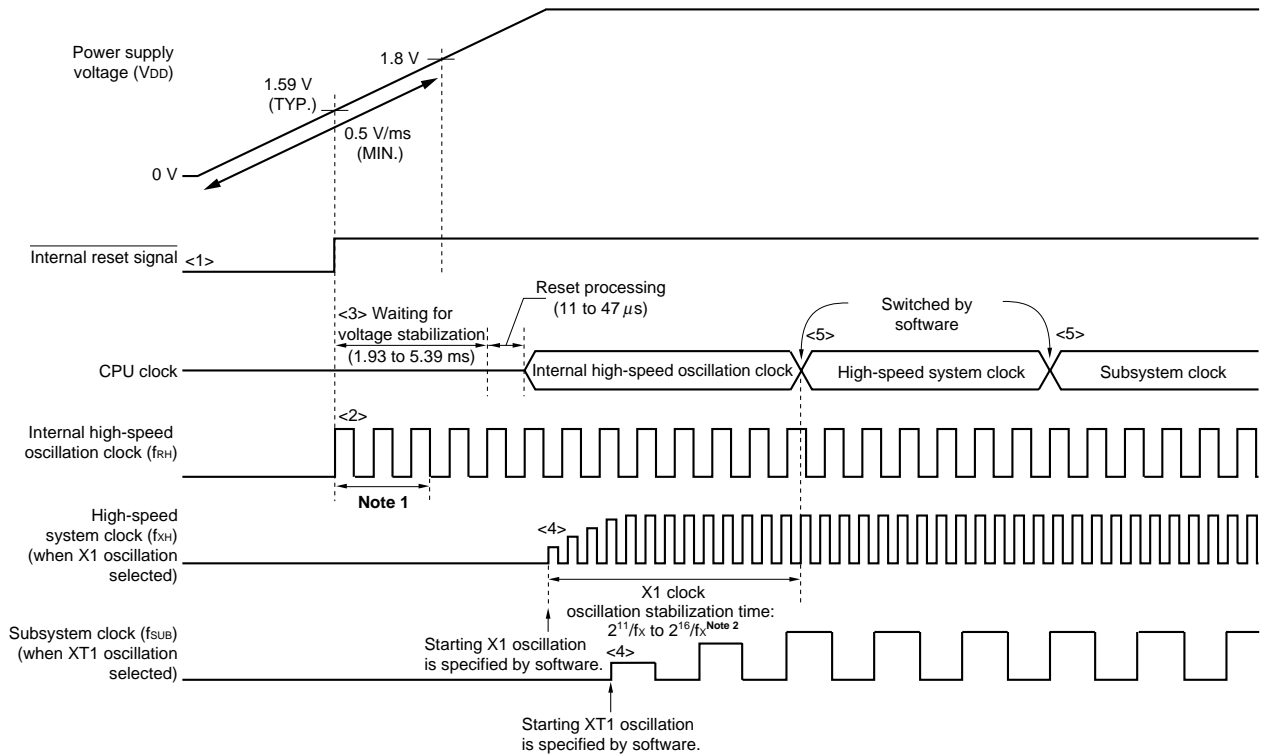 Power supply
voltage (VDD)
1.8 V
1.59 V
(TYP.)
0.5 V/ms
(MIN.)
0 V
Internal reset signal
<1>
Reset processing
(11 to 47 μs)
<3> Waiting for
voltage stabilization
(1.93 to 5.39 ms)
Switched by
software
<5>
<5>
CPU clock
Internal high-speed oscillation clock
High-speed system clock
Subsystem clock
<2>
Internal high-speed
oscillation clock (fRH)
Note 1
High-speed
system clock (fXH)
(when X1 oscillation
selected)
<4>
X1 clock
oscillation stabilization time:
2¹¹/fX to 2¹⁶/fX Note 2
Starting X1 oscillation
is specified by software.
Subsystem clock (fSUB)
(when XT1 oscillation
selected)
<4>
Starting XT1 oscillation
is specified by software.